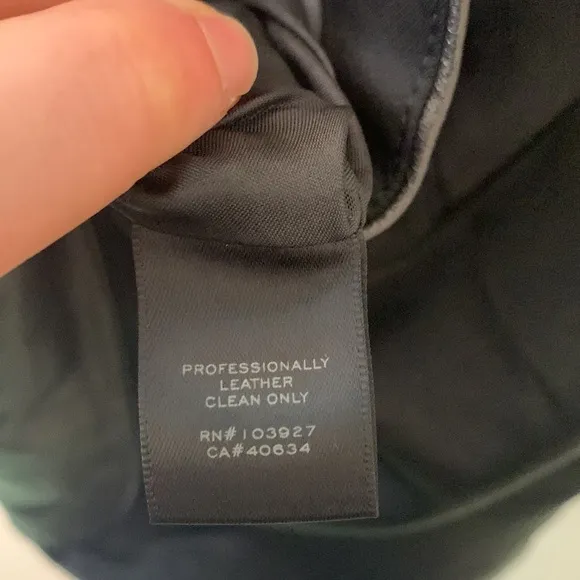 PROFESSIONALLY
LEATHER
CLEAN ONLY
RN#103927
CA#40634